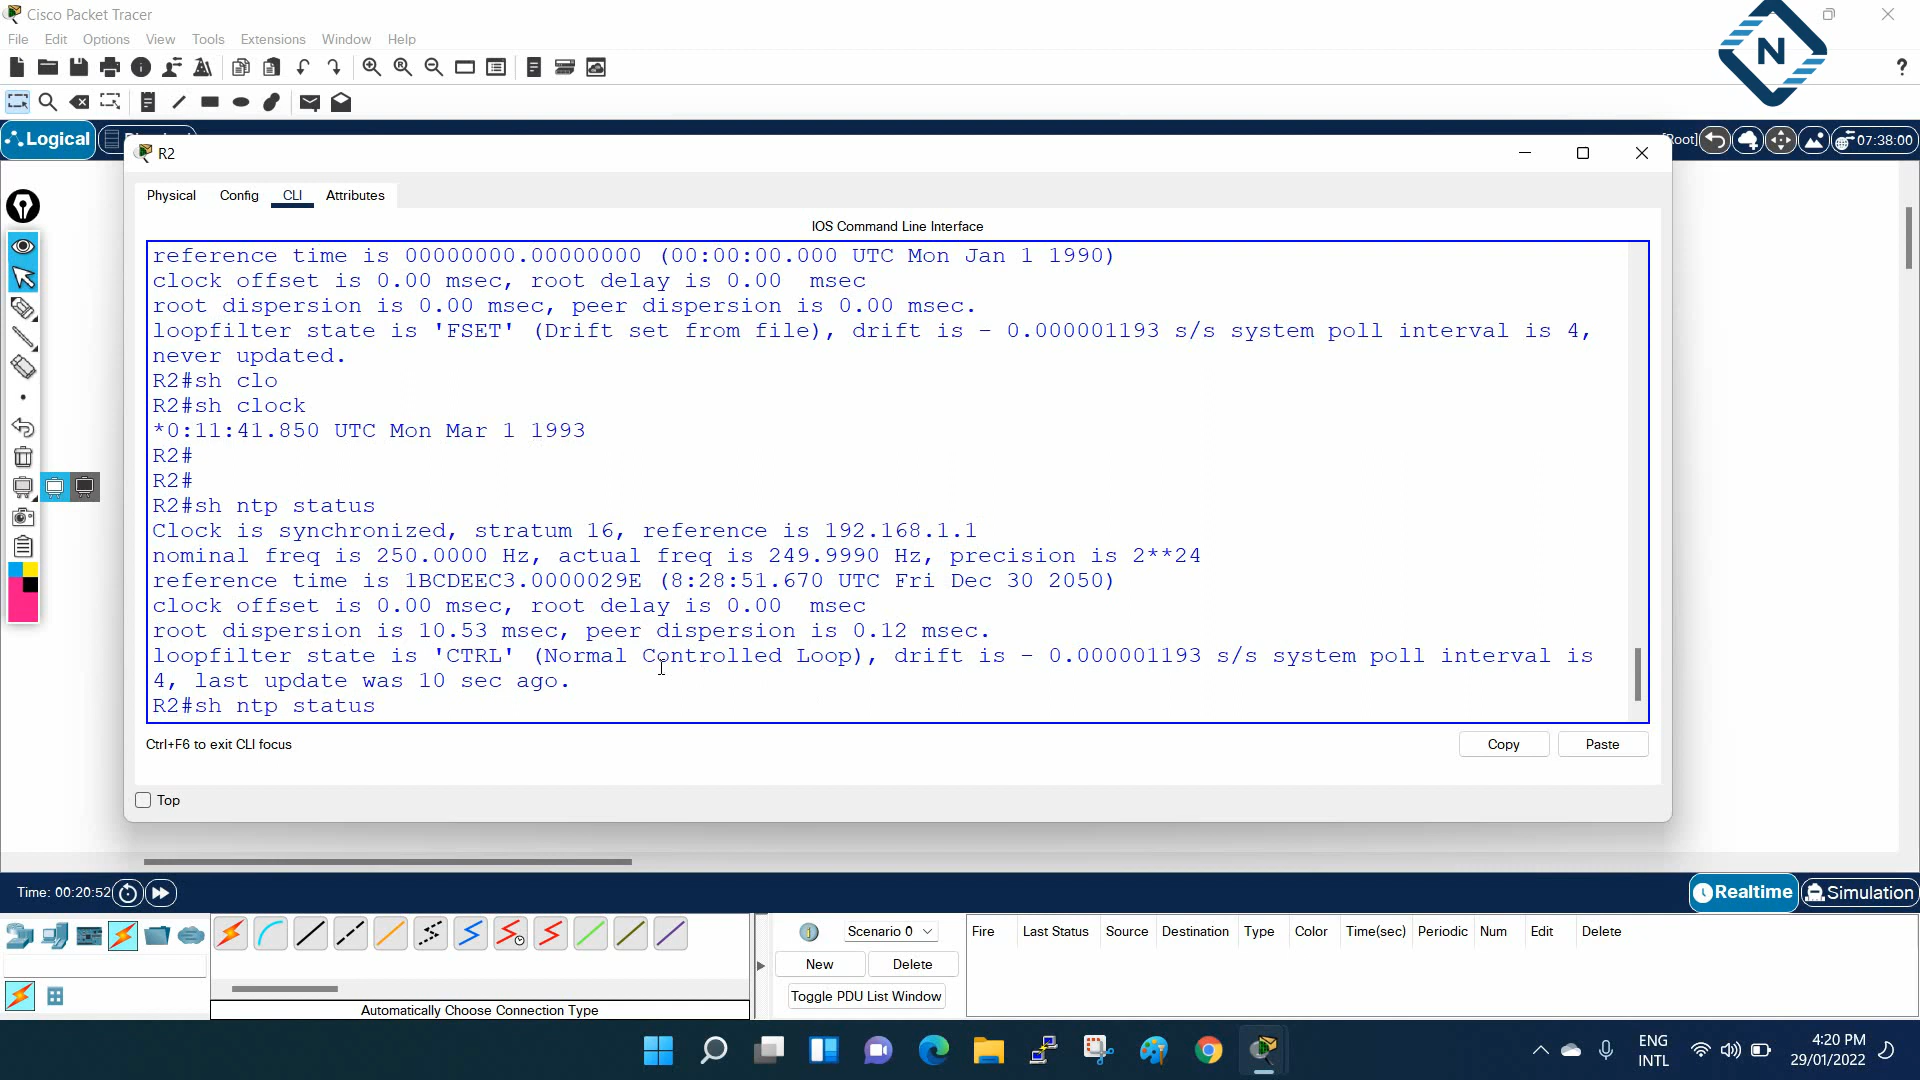 Cisco Packet Tracer
File Edit Options View Tools Extensions Window Help
N
?
Logical
[Root]
07:38:00
R2
Physical Config CLI Attributes
IOS Command Line Interface
reference time is 00000000.00000000 (00:00:00.000 UTC Mon Jan 1 1990)
clock offset is 0.00 msec, root delay is 0.00  msec
root dispersion is 0.00 msec, peer dispersion is 0.00 msec.
loopfilter state is 'FSET' (Drift set from file), drift is - 0.000001193 s/s system poll interval is 4,
never updated.
R2#sh clo
R2#sh clock
*0:11:41.850 UTC Mon Mar 1 1993
R2#
R2#
R2#sh ntp status
Clock is synchronized, stratum 16, reference is 192.168.1.1
nominal freq is 250.0000 Hz, actual freq is 249.9990 Hz, precision is 2**24
reference time is 1BCDEEC3.0000029E (8:28:51.670 UTC Fri Dec 30 2050)
clock offset is 0.00 msec, root delay is 0.00  msec
root dispersion is 10.53 msec, peer dispersion is 0.12 msec.
loopfilter state is 'CTRL' (Normal Controlled Loop), drift is - 0.000001193 s/s system poll interval is
4, last update was 10 sec ago.
R2#sh ntp status
Ctrl+F6 to exit CLI focus
Copy Paste
Top
Time: 00:20:52
Realtime Simulation
Scenario 0
New Delete
Toggle PDU List Window
Fire Last Status Source Destination Type Color Time(sec) Periodic Num Edit Delete
Automatically Choose Connection Type
ENG
INTL
4:20 PM
29/01/2022